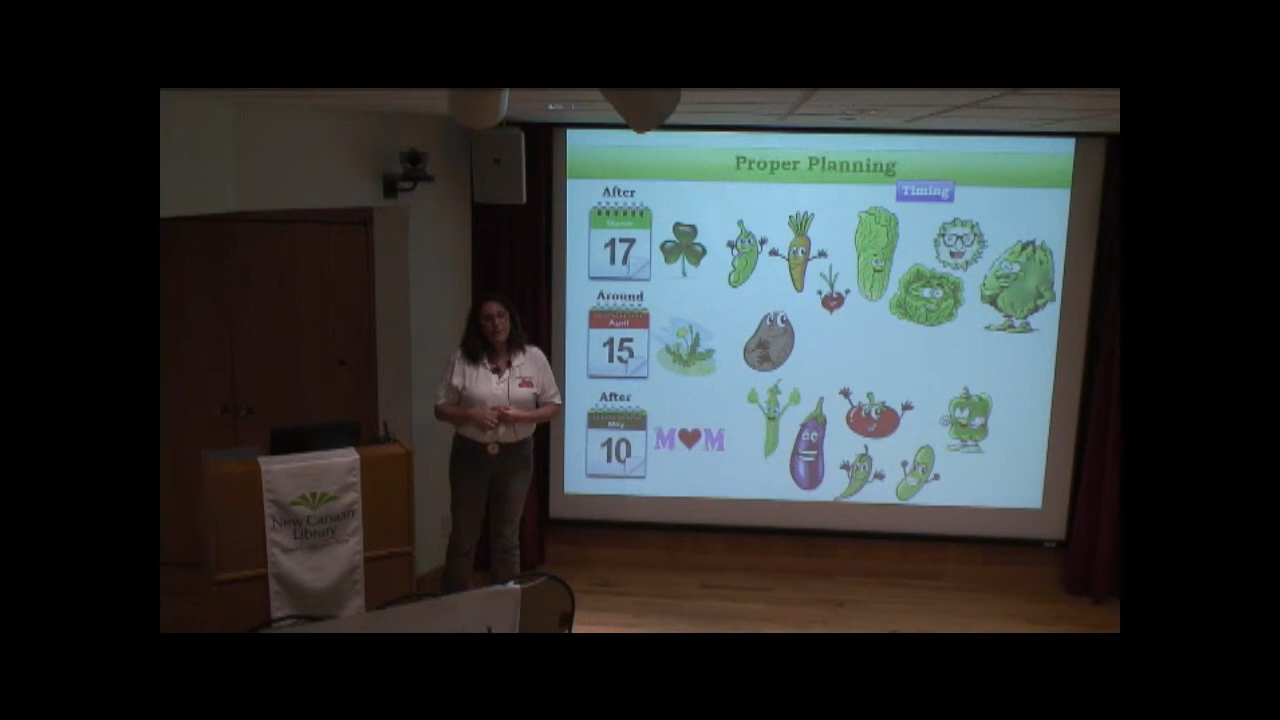 Proper Planning
Timing
After
March
17
Around
April
15
After
May
10
M M
New Canaan
Library